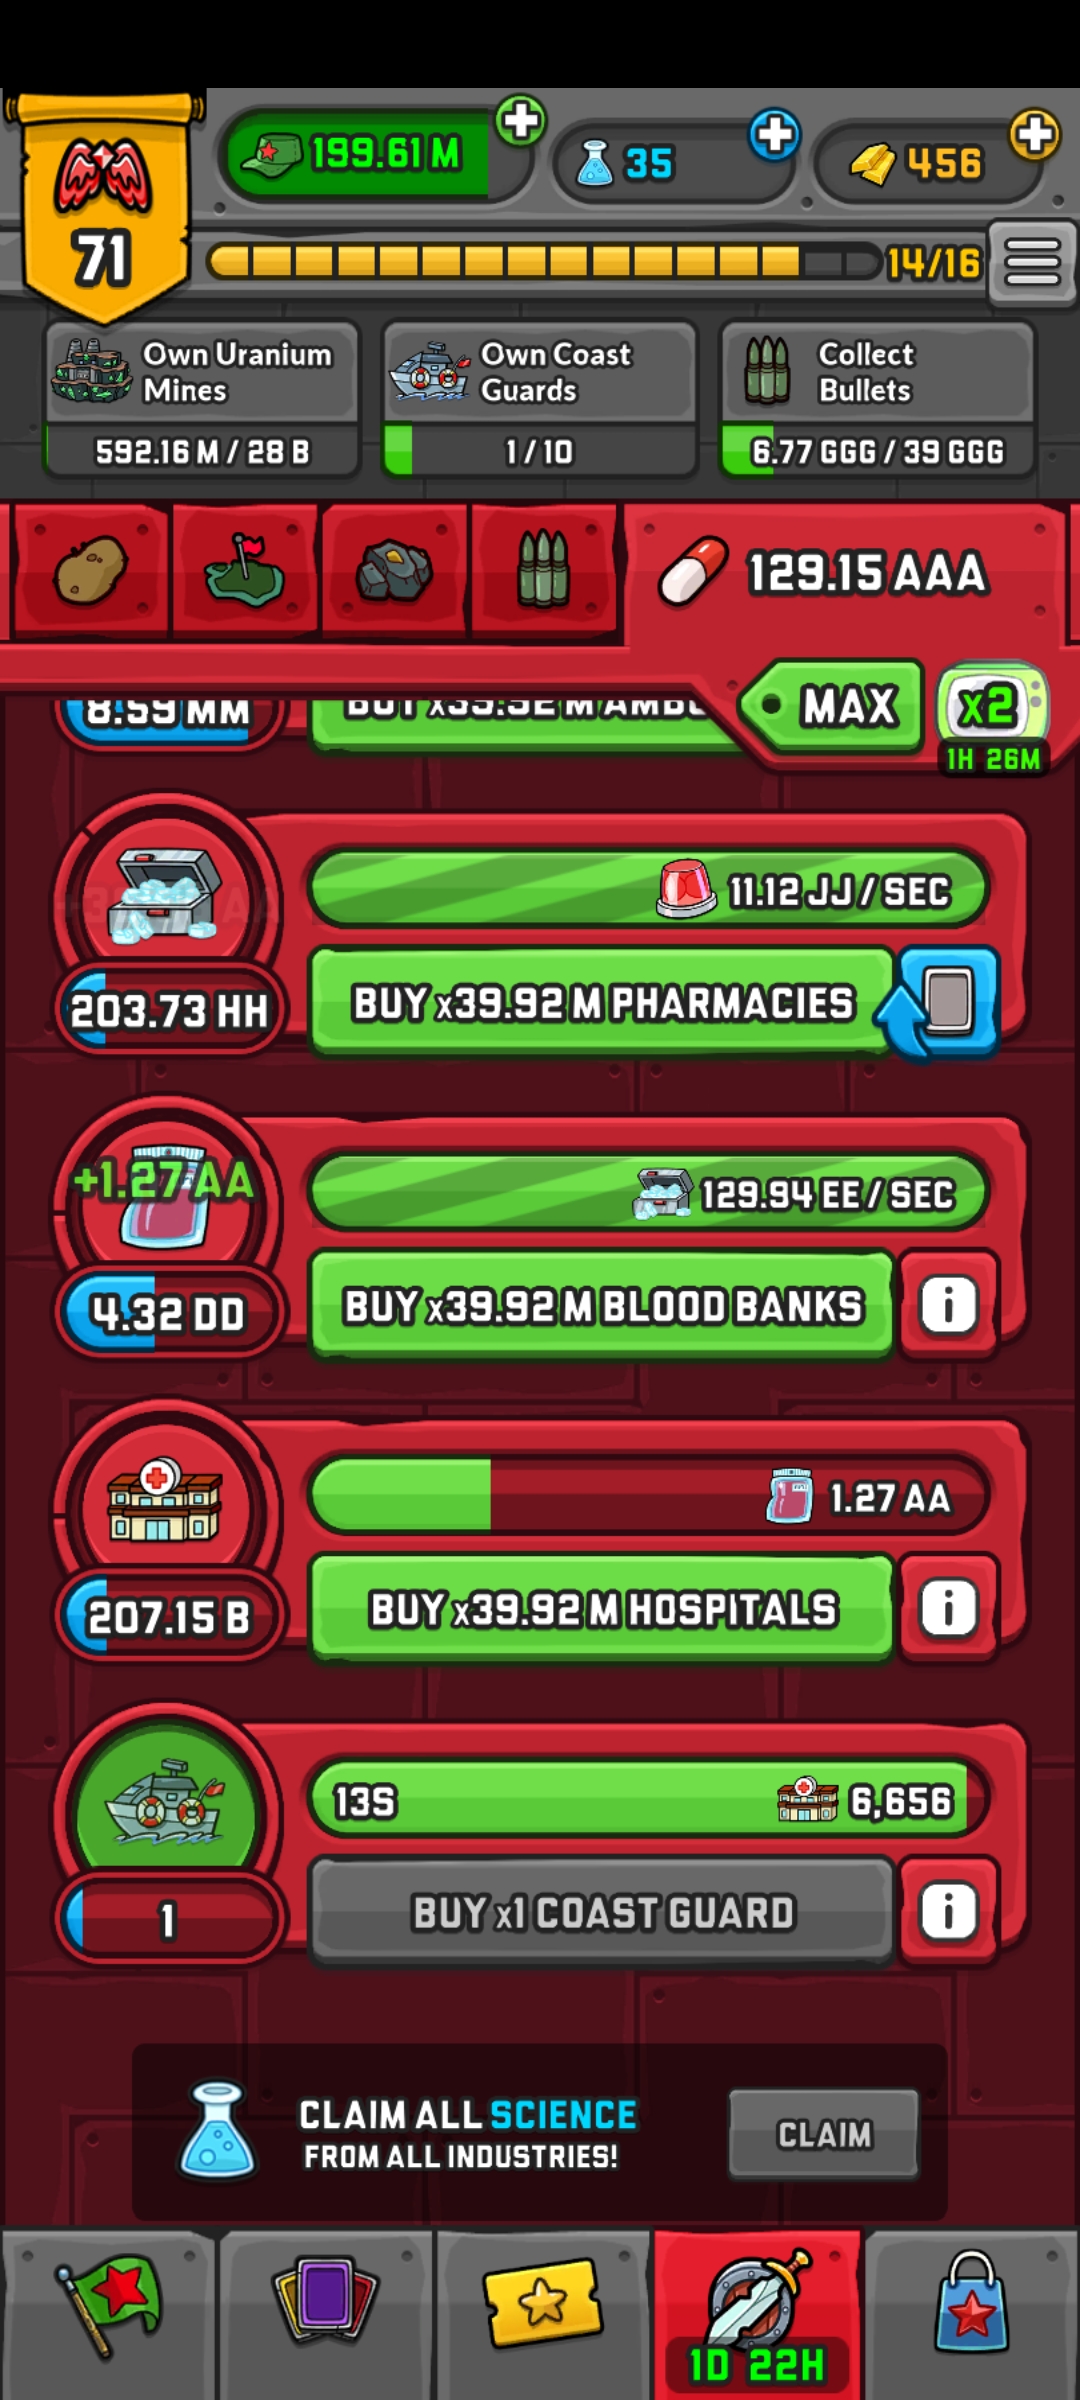 71
199.61 M
35
456
14/16
Own Uranium
Mines
592.16 M / 28 B
Own Coast
Guards
1 / 10
Collect
Bullets
6.77 GGG / 39 GGG
129.15 AAA
MAX
x2
1H 26M
8.59 MM
BUY x39.92 M
11.12 JJ / SEC
203.73 HH
BUY x39.92 M PHARMACIES
+1.27 AA
129.94 EE / SEC
4.32 DD
BUY x39.92 M BLOOD BANKS
1.27 AA
207.15 B
BUY x39.92 M HOSPITALS
13S
6,656
1
BUY x1 COAST GUARD
CLAIM ALL SCIENCE
FROM ALL INDUSTRIES!
CLAIM
1D 22H